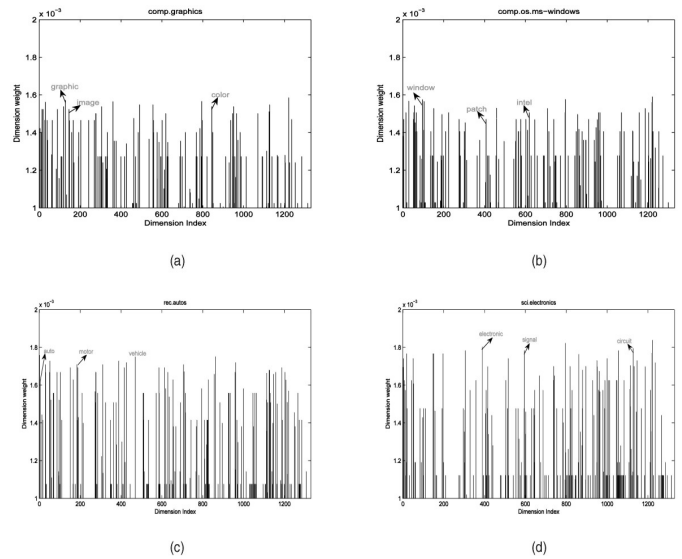 comp.graphics
x 10⁻³
2
1.8
1.6
1.4
1.2
1
Dimension weight
graphic
image
color
0 200 400 600 800 1000 1200
Dimension Index
(a)
comp.os.ms-windows
x 10⁻³
2
1.8
1.6
1.4
1.2
1
Dimension weight
window
patch
intel
0 200 400 600 800 1000 1200
Dimension Index
(b)
rec.autos
x 10⁻³
2
1.8
1.6
1.4
1.2
1
Dimension weight
auto
motor
vehicle
0 200 400 600 800 1000 1200
Dimension Index
(c)
sci.electronics
x 10⁻³
2
1.8
1.6
1.4
1.2
1
Dimension weight
electronic
signal
circuit
0 200 400 600 800 1000 1200
Dimension Index
(d)